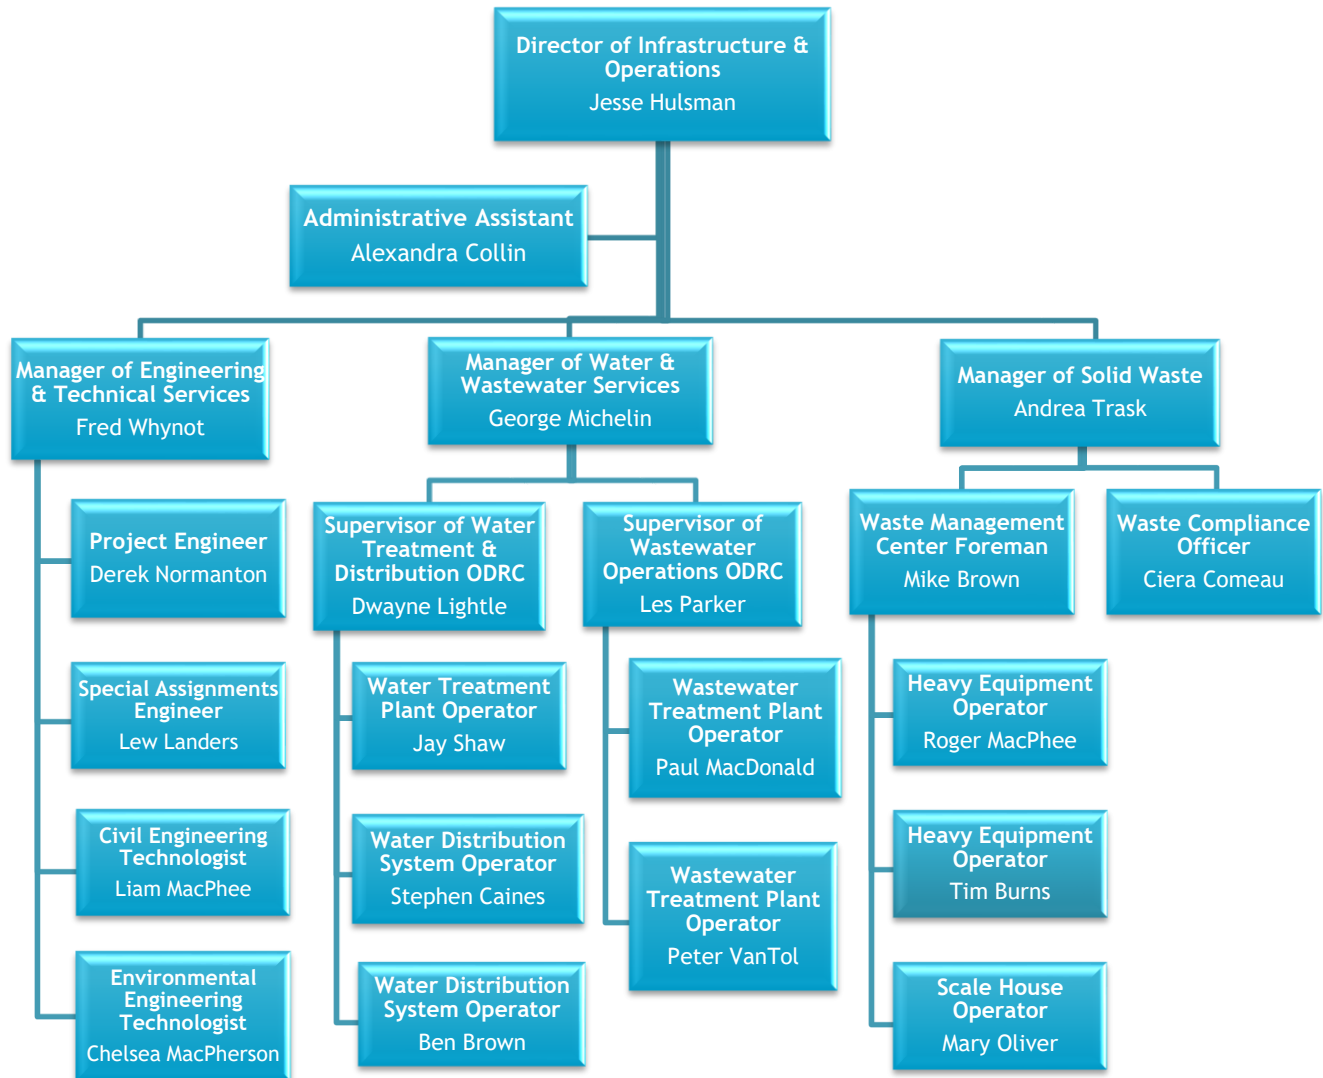 Director of Infrastructure &
Operations
Jesse Hulsman
Administrative Assistant
Alexandra Collin
Manager of Engineering
& Technical Services
Fred Whynot
Manager of Water &
Wastewater Services
George Michelin
Manager of Solid Waste
Andrea Trask
Project Engineer
Derek Normanton
Special Assignments
Engineer
Lew Landers
Civil Engineering
Technologist
Liam MacPhee
Environmental
Engineering
Technologist
Chelsea MacPherson
Supervisor of Water
Treatment &
Distribution ODRC
Dwayne Lightle
Water Treatment
Plant Operator
Jay Shaw
Water Distribution
System Operator
Stephen Caines
Water Distribution
System Operator
Ben Brown
Supervisor of
Wastewater
Operations ODRC
Les Parker
Wastewater
Treatment Plant
Operator
Paul MacDonald
Wastewater
Treatment Plant
Operator
Peter VanTol
Waste Management
Center Foreman
Mike Brown
Heavy Equipment
Operator
Roger MacPhee
Heavy Equipment
Operator
Tim Burns
Scale House
Operator
Mary Oliver
Waste Compliance
Officer
Ciera Comeau